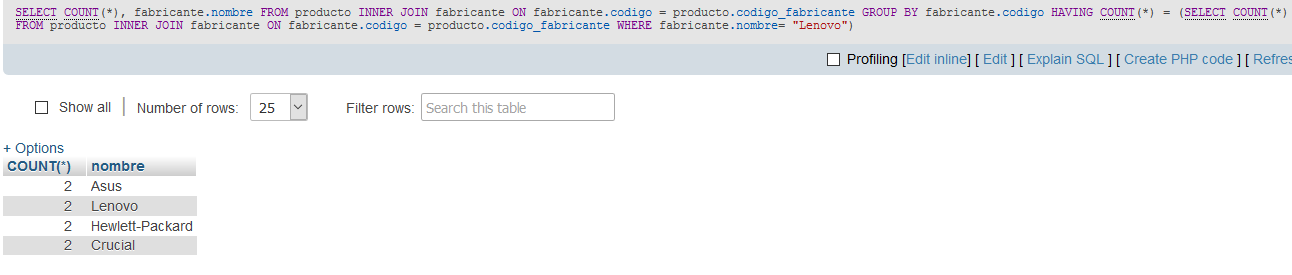 SELECT COUNT(*), fabricante.nombre FROM producto INNER JOIN fabricante ON fabricante.codigo = producto.codigo_fabricante GROUP BY fabricante.codigo HAVING COUNT(*) = (SELECT COUNT(*)
FROM producto INNER JOIN fabricante ON fabricante.codigo = producto.codigo_fabricante WHERE fabricante.nombre= "Lenovo")
Profiling [Edit inline] [ Edit ] [ Explain SQL ] [ Create PHP code ] [ Refres
Show all | Number of rows: 25 Filter rows: Search this table
+ Options
COUNT(*) nombre
2 Asus
2 Lenovo
2 Hewlett-Packard
2 Crucial